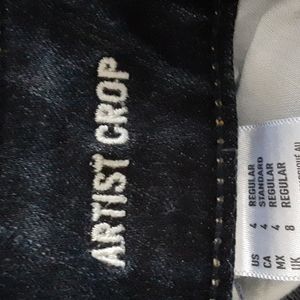 ARTIST CROP
US 4 REGULAR
CA 4 STANDARD
MX 4 REGULAR
UK 8 REGULAR